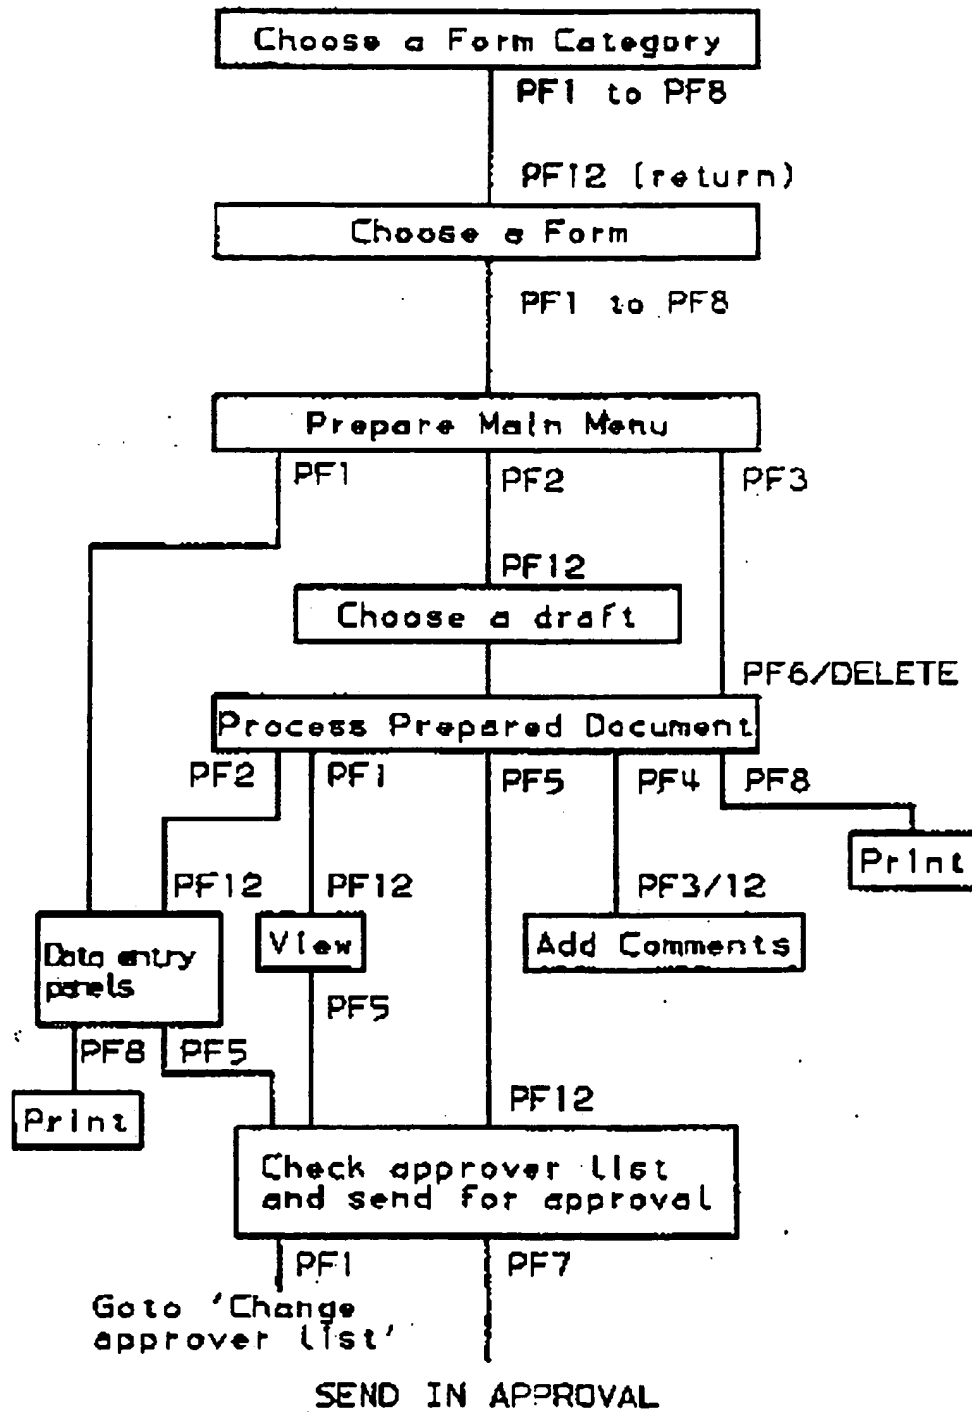 Choose a Form Category
PF1 to PF8
PF12 (return)
Choose a Form
PF1 to PF8
Prepare Main Menu
PF1
PF2
PF3
PF12
Choose a draft
PF6/DELETE
Process Prepared Document
PF2
PF1
PF5
PF4
PF8
Print
PF12
PF12
PF3/12
Data entry
panels
View
Add Comments
PF5
PF8
PF5
Print
PF12
Check approver list
and send for approval
PF1
PF7
Goto 'Change
approver list'
SEND IN APPROVAL